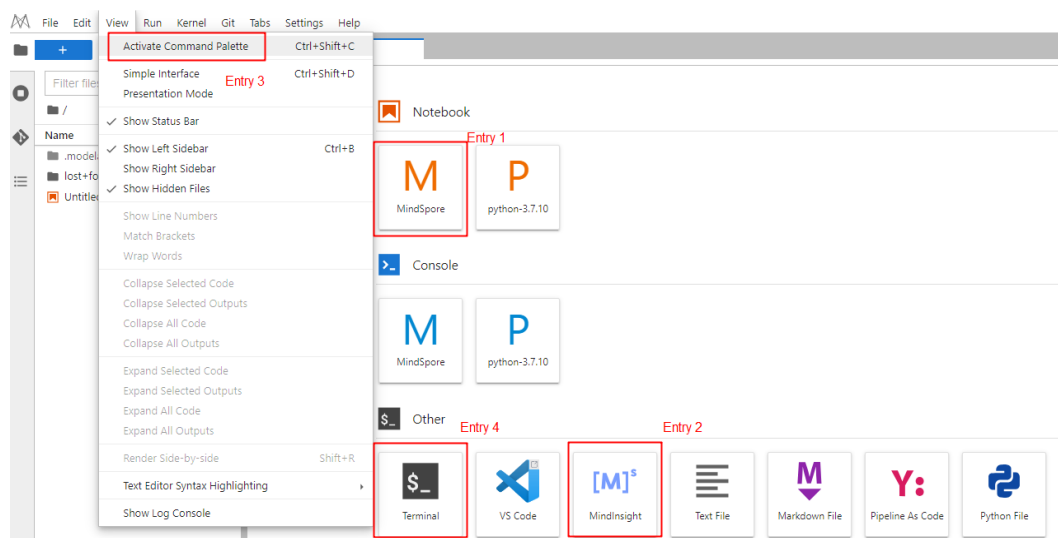 File Edit View Run Kernel Git Tabs Settings Help
+
Activate Command Palette Ctrl+Shift+C
Simple Interface Ctrl+Shift+D
Entry 3
Presentation Mode
Filter file
/
Show Status Bar
Name
Show Left Sidebar Ctrl+B
.model
Show Right Sidebar
lost+fo
Show Hidden Files
Untitle
Show Line Numbers
Match Brackets
Wrap Words
Collapse Selected Code
Collapse Selected Outputs
Collapse All Code
Collapse All Outputs
Expand Selected Code
Expand Selected Outputs
Expand All Code
Expand All Outputs
Render Side-by-side Shift+R
Text Editor Syntax Highlighting
Show Log Console
Notebook
Entry 1
M P
MindSpore python-3.7.10
>_ Console
M P
MindSpore python-3.7.10
$_ Other
Entry 4 Entry 2
$_ [M]s M Y:
Terminal VS Code MindInsight Text File Markdown File Pipeline As Code Python File